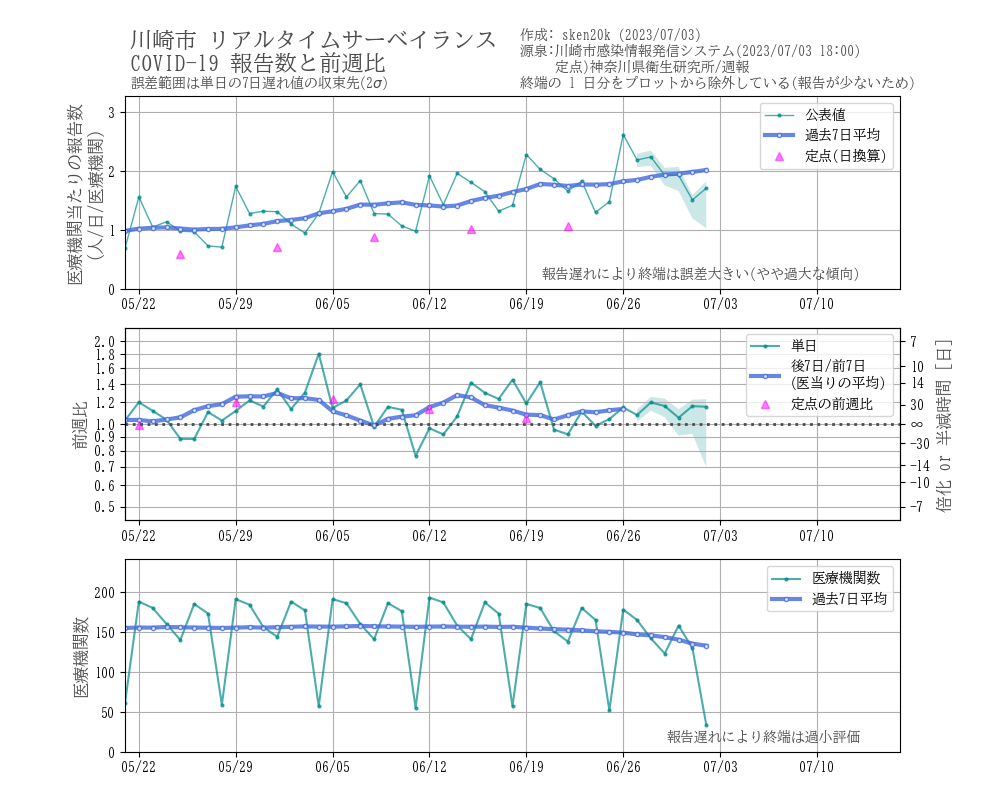 川崎市 リアルタイムサーベイランス
COVID-19 報告数と前週比
誤差範囲は単日の7日遅れ値の収束先(2σ)
作成: sken20k (2023/07/03)
源泉:川崎市感染情報発信システム(2023/07/03 18:00)
定点)神奈川県衛生研究所/週報
終端の 1 日分をプロットから除外している(報告が少ないため)
医療機関当たりの報告数
(人/日/医療機関)
3
2
1
0
公表値
過去7日平均
定点(日換算)
報告遅れにより終端は誤差大きい(やや過大な傾向)
05/22 05/29 06/05 06/12 06/19 06/26 07/03 07/10
前週比
2.0
1.8
1.6
1.4
1.2
1.0
0.9
0.8
0.7
0.6
0.5
単日
後7日/前7日
(医当りの平均)
定点の前週比
7
10
14
30
∞
-30
-14
-10
-7
倍化 or 半減時間 [日]
05/22 05/29 06/05 06/12 06/19 06/26 07/03 07/10
医療機関数
200
150
100
50
0
医療機関数
過去7日平均
報告遅れにより終端は過小評価
05/22 05/29 06/05 06/12 06/19 06/26 07/03 07/10